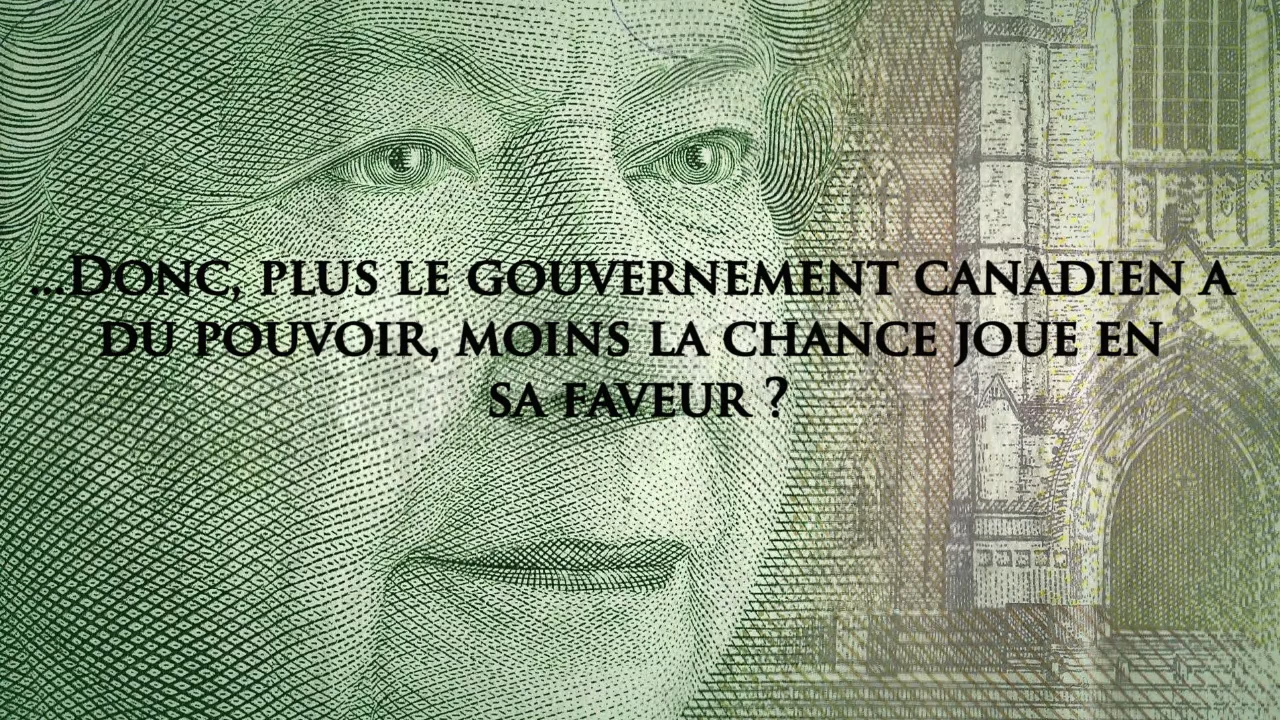 ...Donc, plus le gouvernement canadien a
du pouvoir, moins la chance joue en
sa faveur ?